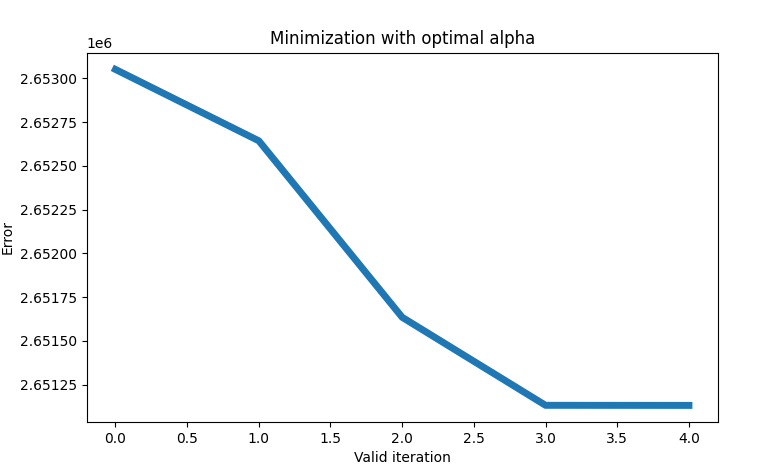 Minimization with optimal alpha
1e6
2.65300
2.65275
2.65250
2.65225
2.65200
2.65175
2.65150
2.65125
Error
0.0 0.5 1.0 1.5 2.0 2.5 3.0 3.5 4.0
Valid iteration